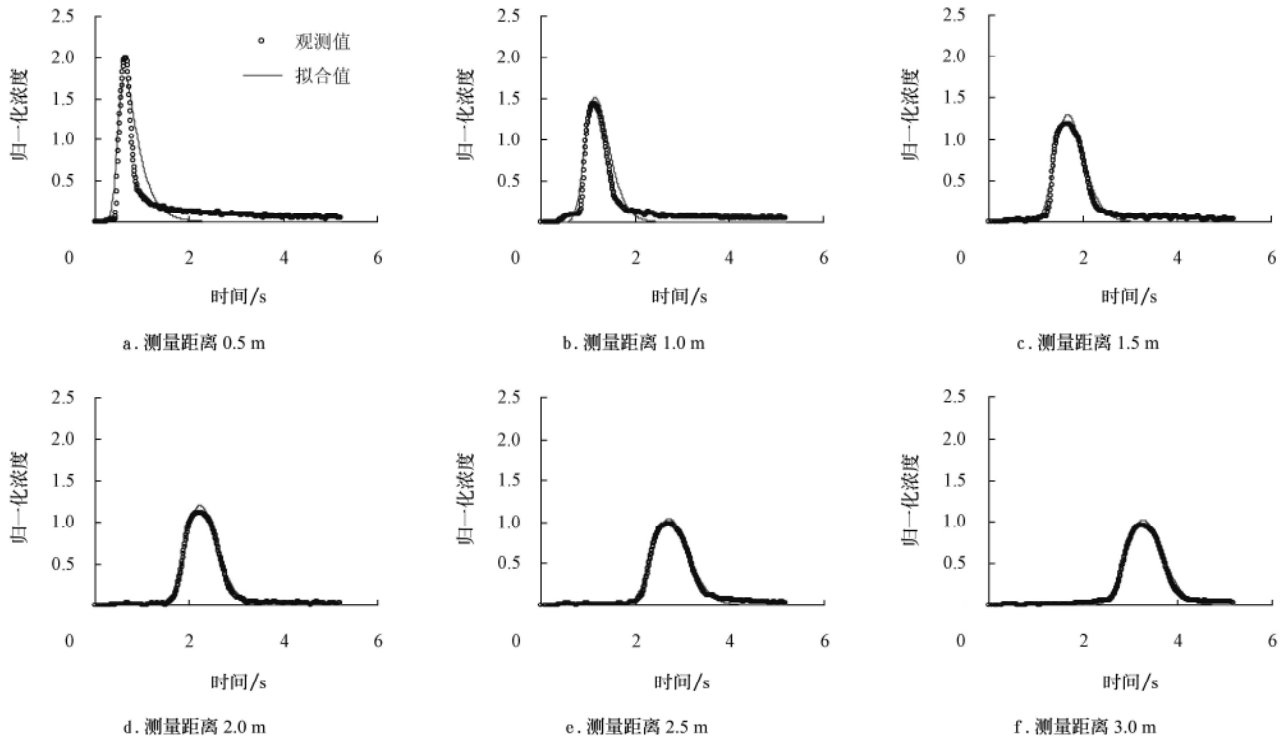 2.5
2.0
1.5
1.0
0.5
0 2 4 6
归一化浓度
时间/s
观测值
拟合值
a. 测量距离 0.5 m
2.5
2.0
1.5
1.0
0.5
0 2 4 6
归一化浓度
时间/s
b. 测量距离 1.0 m
2.5
2.0
1.5
1.0
0.5
0 2 4 6
归一化浓度
时间/s
c. 测量距离 1.5 m
2.5
2.0
1.5
1.0
0.5
0 2 4 6
归一化浓度
时间/s
d. 测量距离 2.0 m
2.5
2.0
1.5
1.0
0.5
0 2 4 6
归一化浓度
时间/s
e. 测量距离 2.5 m
2.5
2.0
1.5
1.0
0.5
0 2 4 6
归一化浓度
时间/s
f. 测量距离 3.0 m